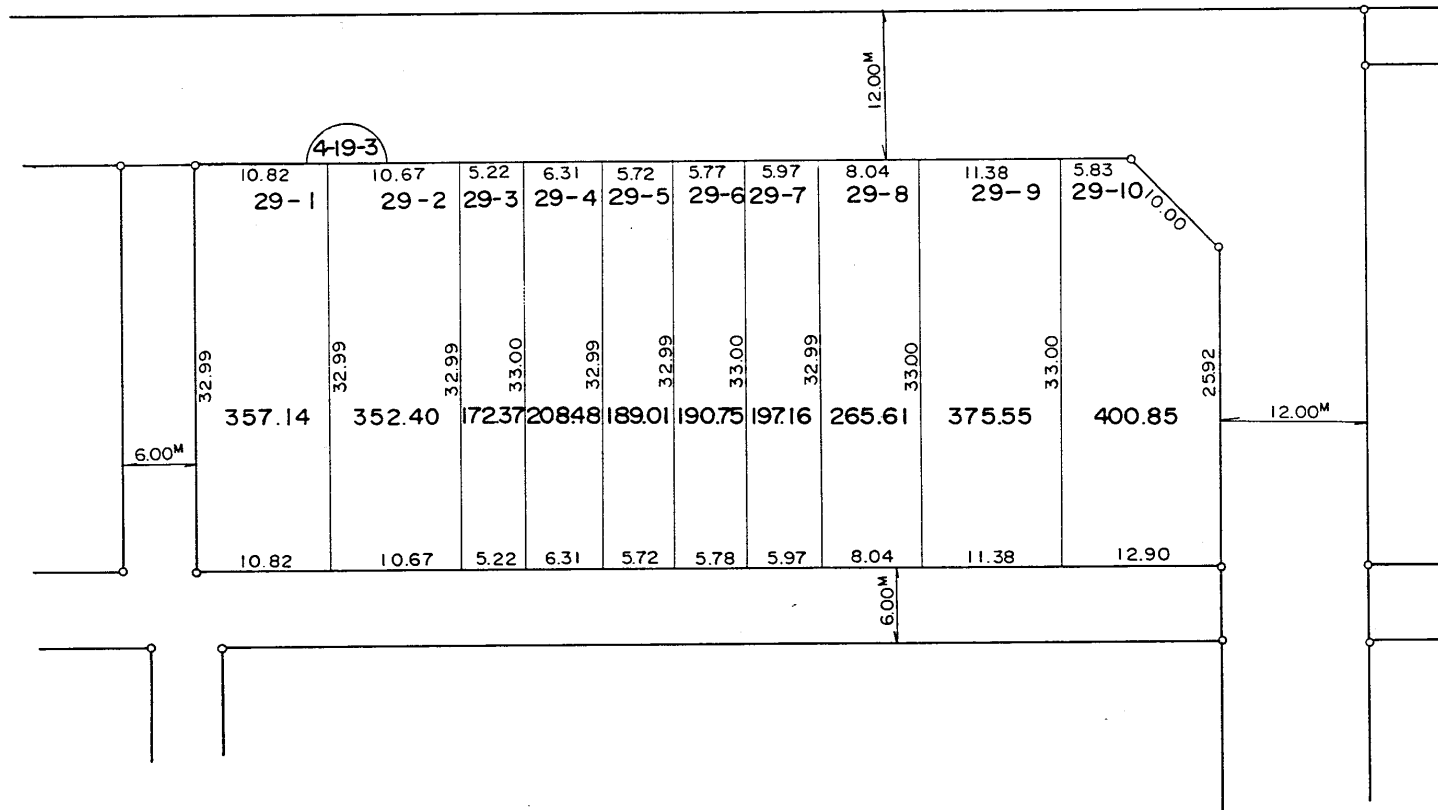 12.00M
4-19-3
10.82 10.67 5.22 6.31 5.72 5.77 5.97 8.04 11.38 5.83
29-1 29-2 29-3 29-4 29-5 29-6 29-7 29-8 29-9 29-10
10.00
32.99 32.99 32.99 33.00 32.99 32.99 33.00 32.99 33.00 33.00 25.92
357.14 352.40 172.37 208.48 189.01 190.75 197.16 265.61 375.55 400.85
12.00M
6.00M
10.82 10.67 5.22 6.31 5.72 5.78 5.97 8.04 11.38 12.90
6.00M